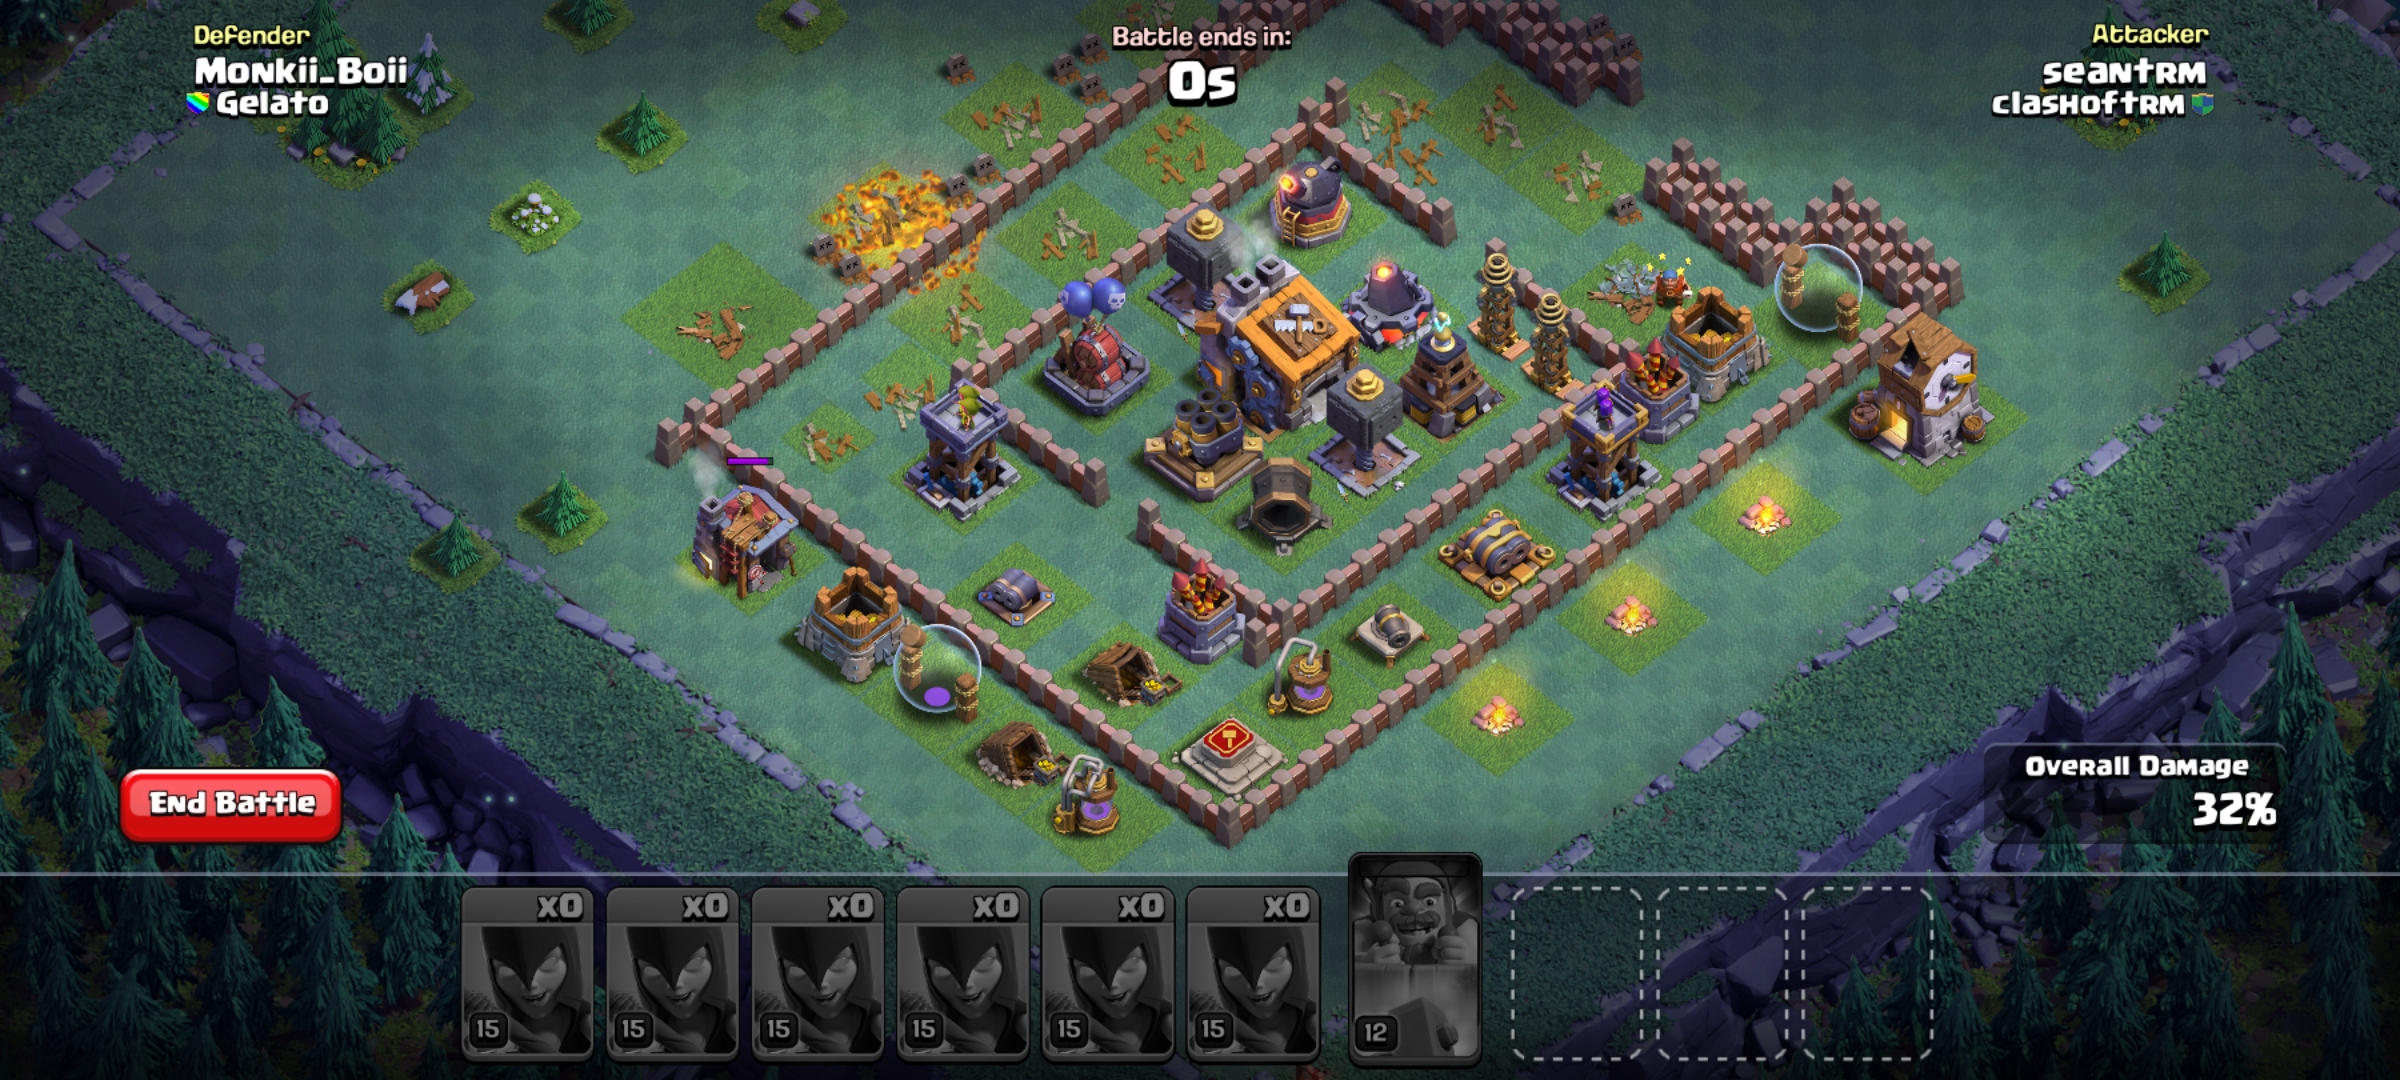 Defender
Monkii_Boii
Gelato
Battle ends in:
0s
Attacker
seantRM
clashoftRM
End Battle
Overall Damage
32%
x0 x0 x0 x0 x0 x0
15 15 15 15 15 15 12